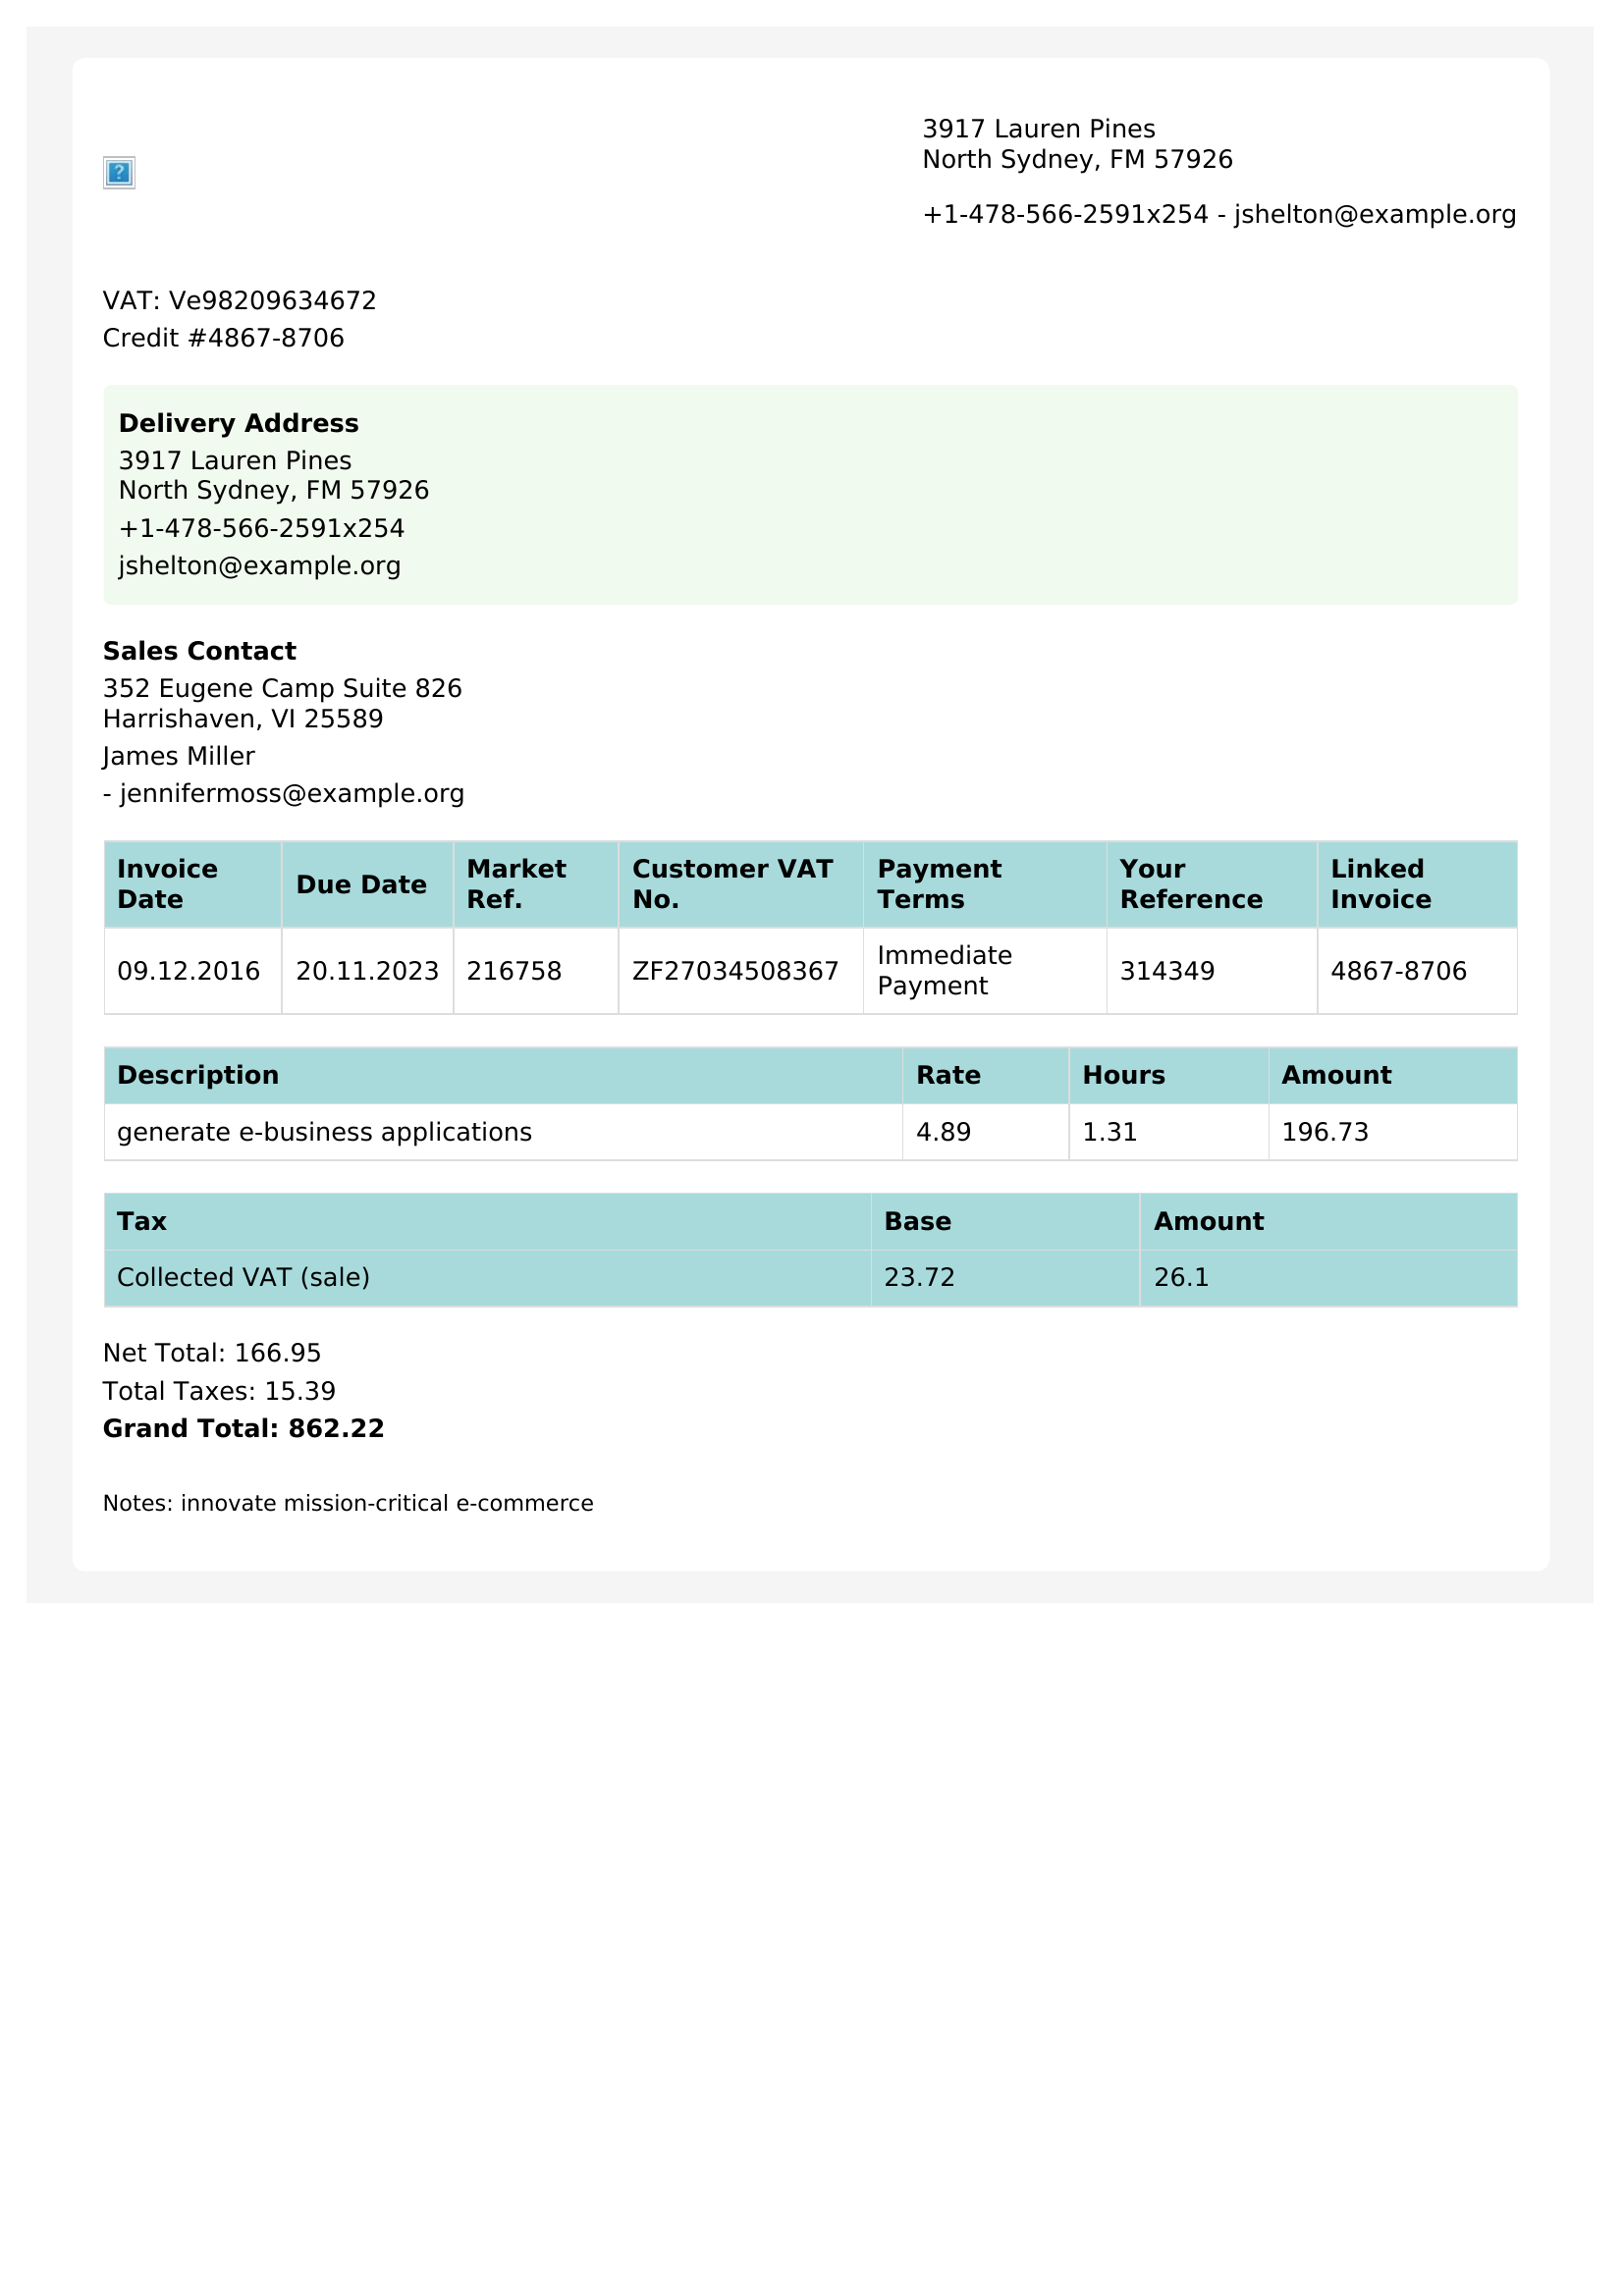 3917 Lauren Pines
North Sydney, FM 57926
+1-478-566-2591x254 - jshelton@example.org
VAT: Ve98209634672
Credit #4867-8706
Delivery Address
3917 Lauren Pines
North Sydney, FM 57926
+1-478-566-2591x254
jshelton@example.org
Sales Contact
352 Eugene Camp Suite 826
Harrishaven, VI 25589
James Miller
- jennifermoss@example.org
Invoice Date Due Date Market Ref. Customer VAT No. Payment Terms Your Reference Linked Invoice
09.12.2016 20.11.2023 216758 ZF27034508367 Immediate Payment 314349 4867-8706
Description Rate Hours Amount
generate e-business applications 4.89 1.31 196.73
Tax Base Amount
Collected VAT (sale) 23.72 26.1
Net Total: 166.95
Total Taxes: 15.39
Grand Total: 862.22
Notes: innovate mission-critical e-commerce